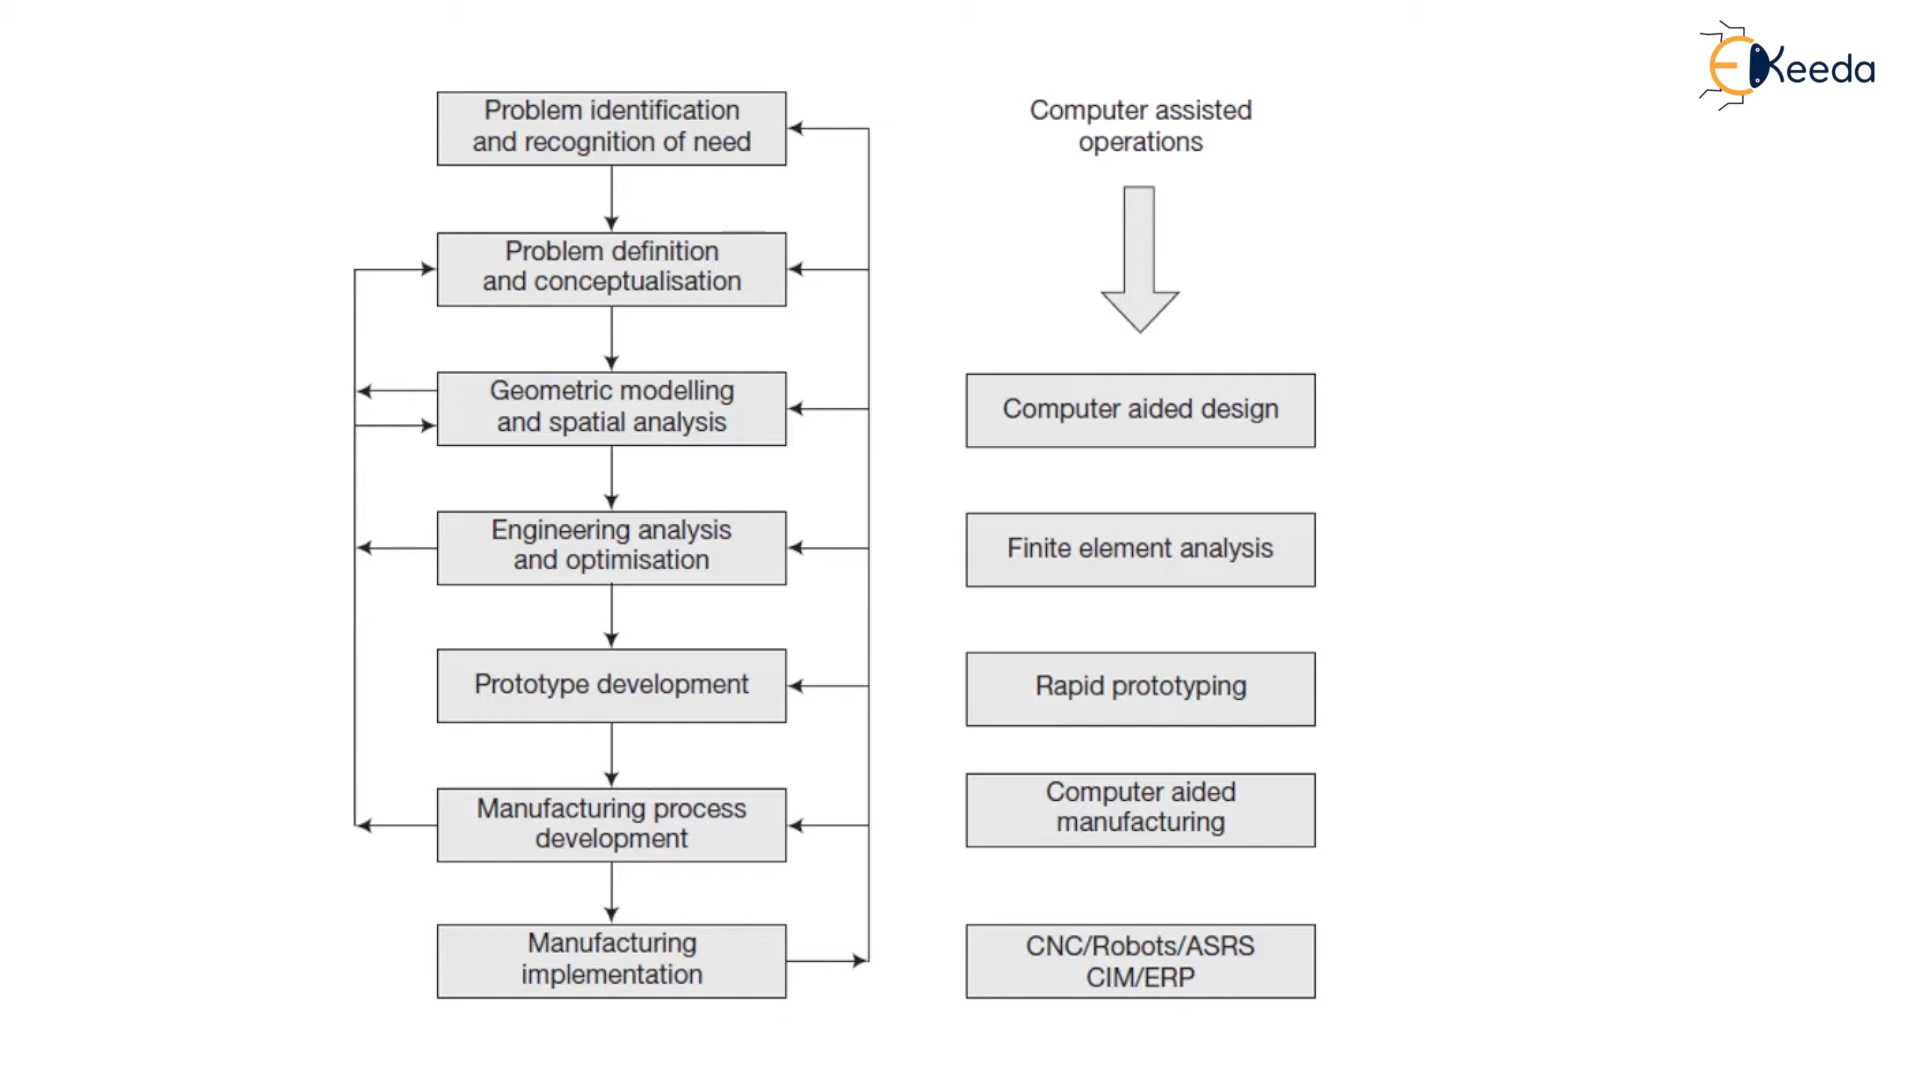 EKeeda
Problem identification
and recognition of need
Computer assisted
operations
Problem definition
and conceptualisation
Geometric modelling
and spatial analysis
Computer aided design
Engineering analysis
and optimisation
Finite element analysis
Prototype development
Rapid prototyping
Manufacturing process
development
Computer aided
manufacturing
Manufacturing
implementation
CNC/Robots/ASRS
CIM/ERP